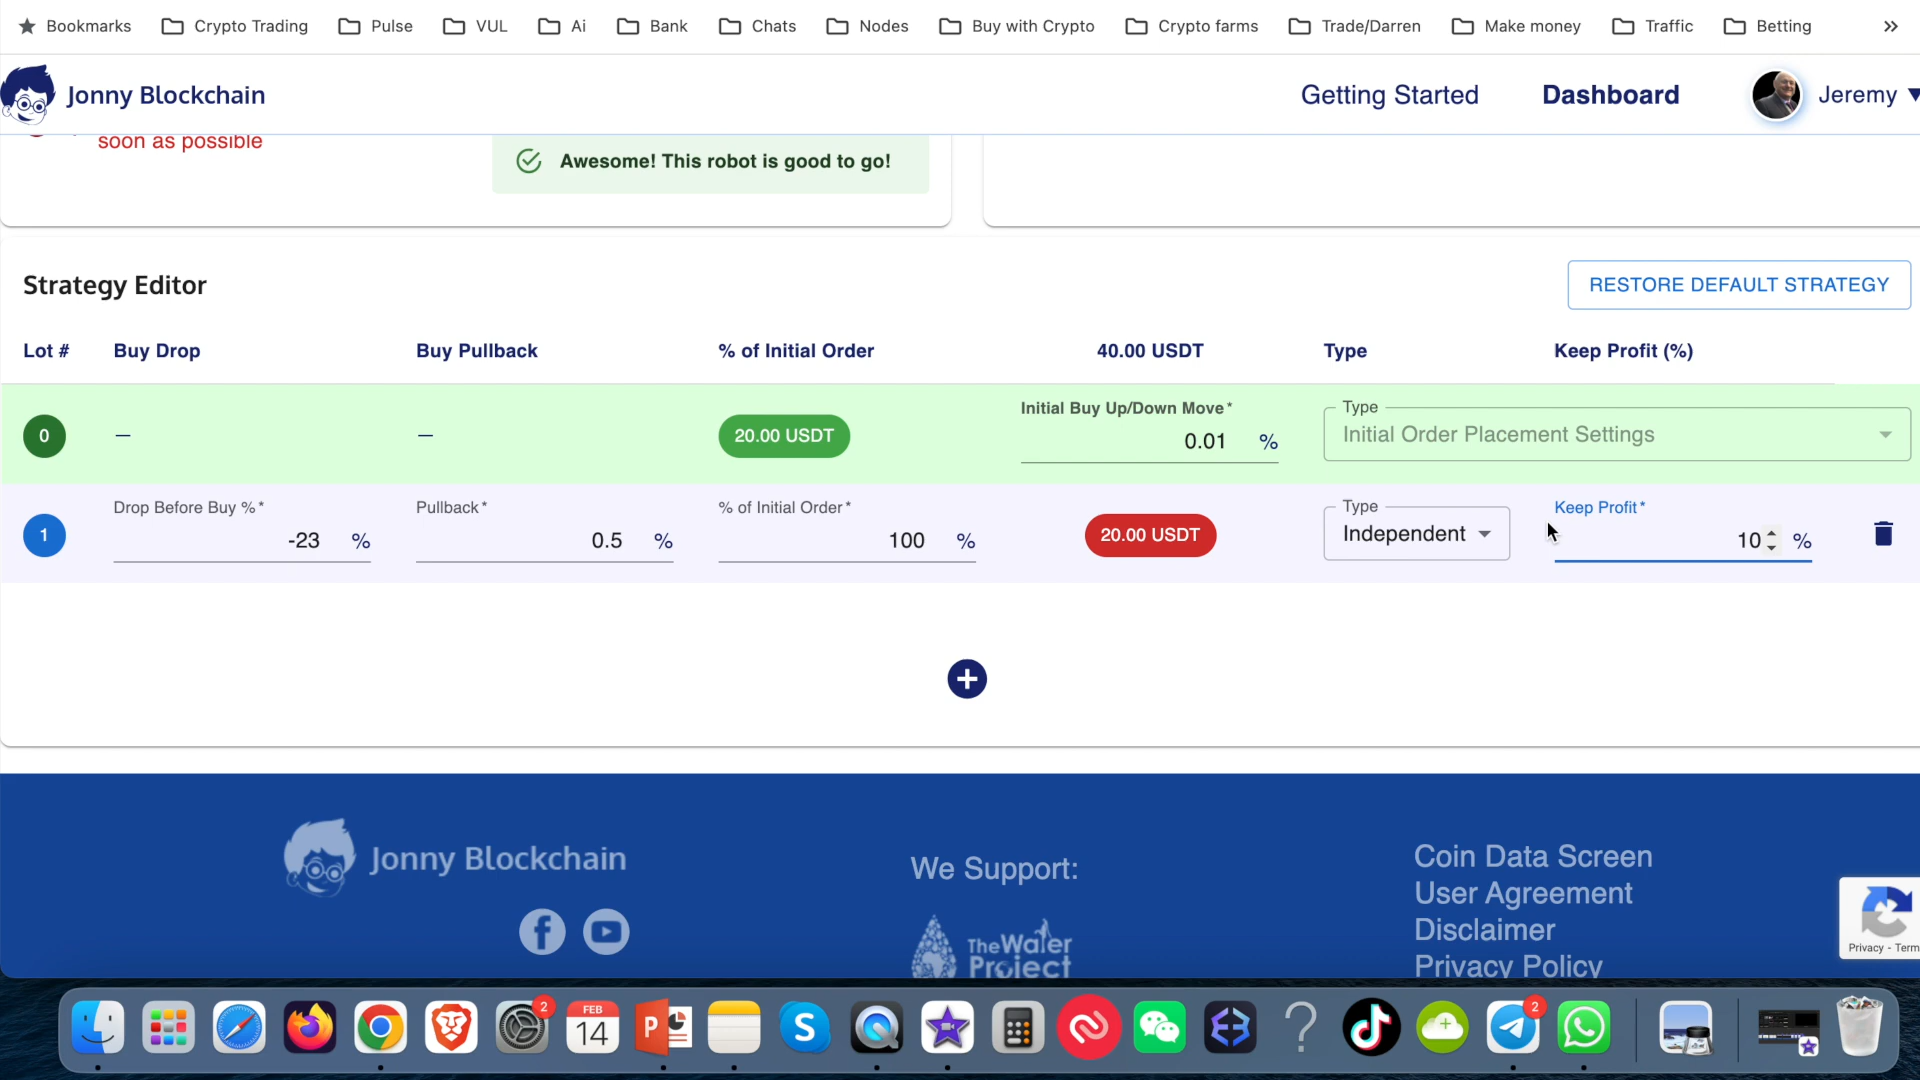 Bookmarks Crypto Trading Pulse VUL Ai Bank Chats Nodes Buy with Crypto Crypto farms Trade/Darren Make money Traffic Betting »
Jonny Blockchain Getting Started Dashboard Jeremy
soon as possible
Awesome! This robot is good to go!
Strategy Editor RESTORE DEFAULT STRATEGY
Lot # Buy Drop Buy Pullback % of Initial Order 40.00 USDT Type Keep Profit (%)
Initial Buy Up/Down Move * Type
0 – – 20.00 USDT 0.01 % Initial Order Placement Settings
Drop Before Buy % * Pullback * % of Initial Order * Type Keep Profit *
1 -23 % 0.5 % 100 % 20.00 USDT Independent 10 %
+
Jonny Blockchain
We Support:
The Water
Project
Coin Data Screen
User Agreement
Disclaimer
Privacy Policy
Privacy - Term
2 FEB 2
14 P S ?